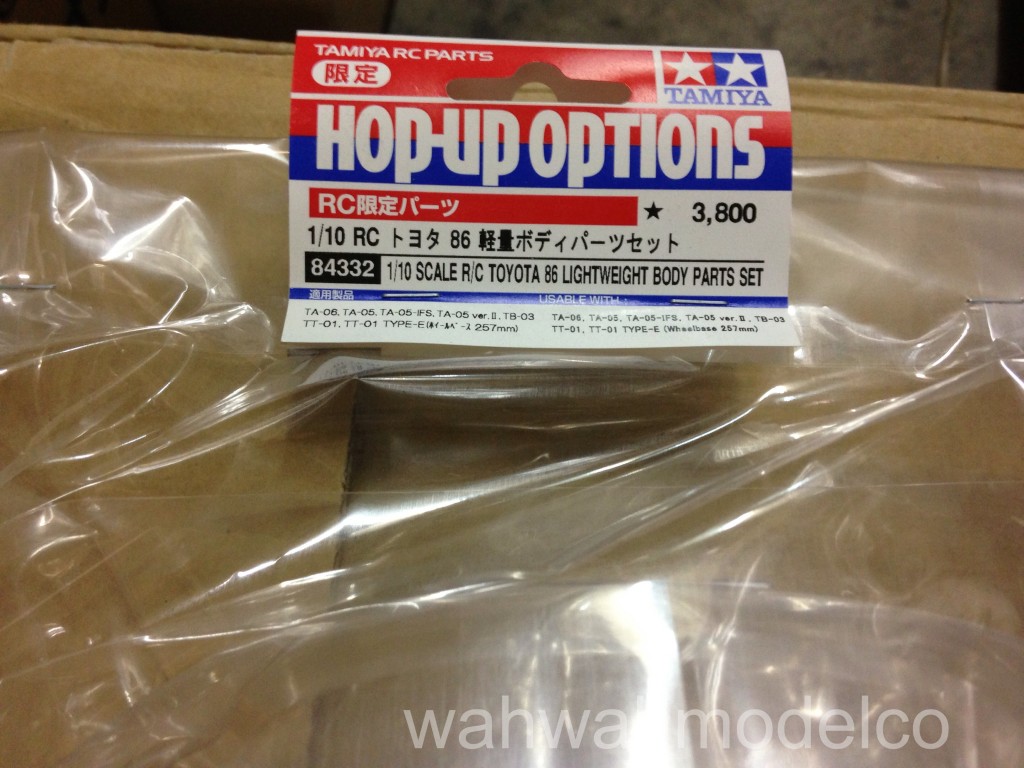 TAMIYA RC PARTS
限定
TAMIYA
HOP-UP OPTIONS
RC限定パーツ ★ 3,800
1/10 RC トヨタ 86 軽量ボディパーツセット
84332 1/10 SCALE R/C TOYOTA 86 LIGHTWEIGHT BODY PARTS SET
適用製品 USABLE WITH :
TA-06, TA-05, TA-05-IFS, TA-05 ver.Ⅱ, TB-03 TA-06, TA-05, TA-05-IFS, TA-05 ver.Ⅱ, TB-03
TT-01, TT-01 TYPE-E (ﾎｲｰﾙﾍﾞｰｽ 257mm) TT-01, TT-01 TYPE-E (Wheelbase 257mm)
wahwahmodelco